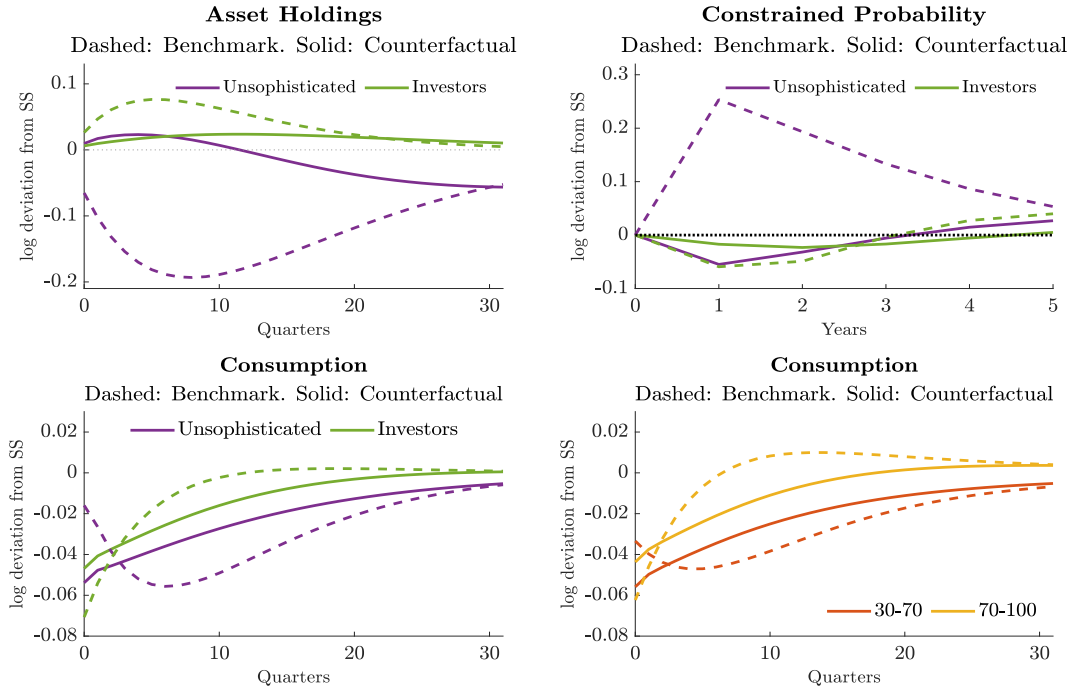 Asset Holdings
Dashed: Benchmark. Solid: Counterfactual
Unsophisticated
Investors
log deviation from SS
0.1
0
-0.1
-0.2
0
10
20
30
Quarters
Constrained Probability
Dashed: Benchmark. Solid: Counterfactual
Unsophisticated
Investors
log deviation from SS
0.3
0.2
0.1
0
-0.1
0
1
2
3
4
5
Years
Consumption
Dashed: Benchmark. Solid: Counterfactual
Unsophisticated
Investors
log deviation from SS
0.02
0
-0.02
-0.04
-0.06
-0.08
0
10
20
30
Quarters
Consumption
Dashed: Benchmark. Solid: Counterfactual
log deviation from SS
0.02
0
-0.02
-0.04
-0.06
-0.08
30-70
70-100
0
10
20
30
Quarters